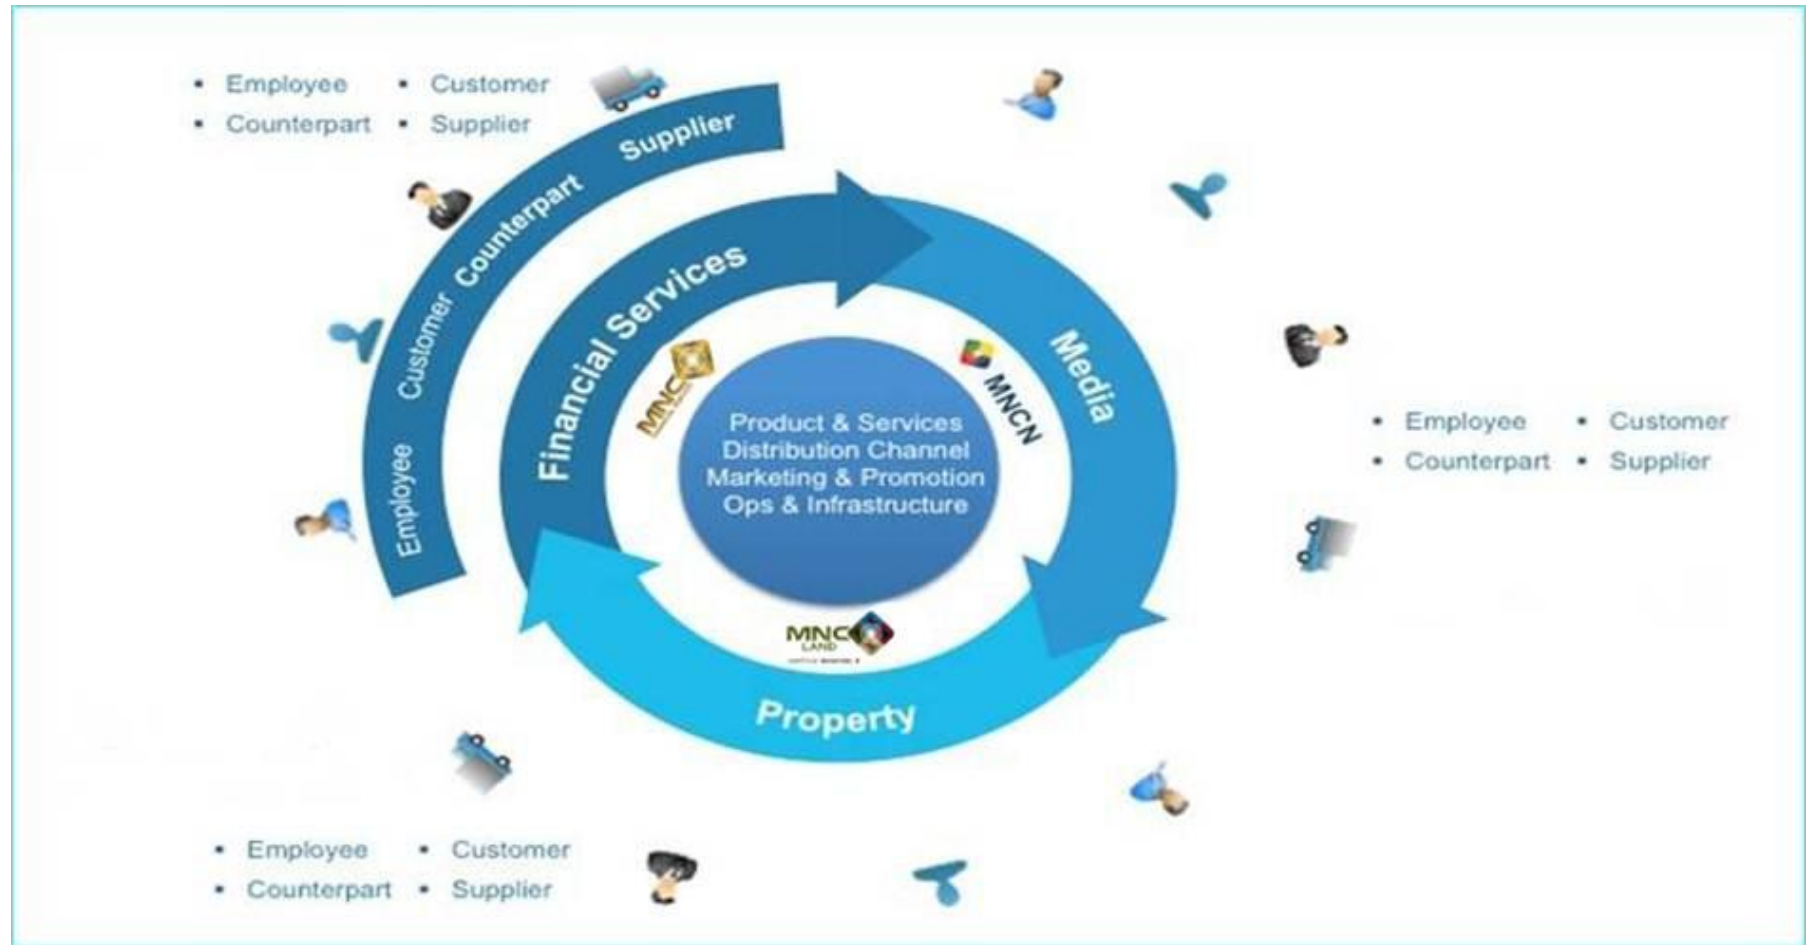 Employee
Customer
Counterpart
Supplier
Supplier
Counterpart
Customer
Employee
Financial Services
Media
Property
MNC
MNCN
Product & Services
Distribution Channel
Marketing & Promotion
Ops & Infrastructure
MNC
LAND
Employee
Customer
Counterpart
Supplier
Employee
Customer
Counterpart
Supplier